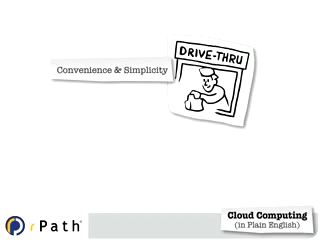 DRIVE-THRU
Convenience & Simplicity
Cloud Computing
(in Plain English)
rPath